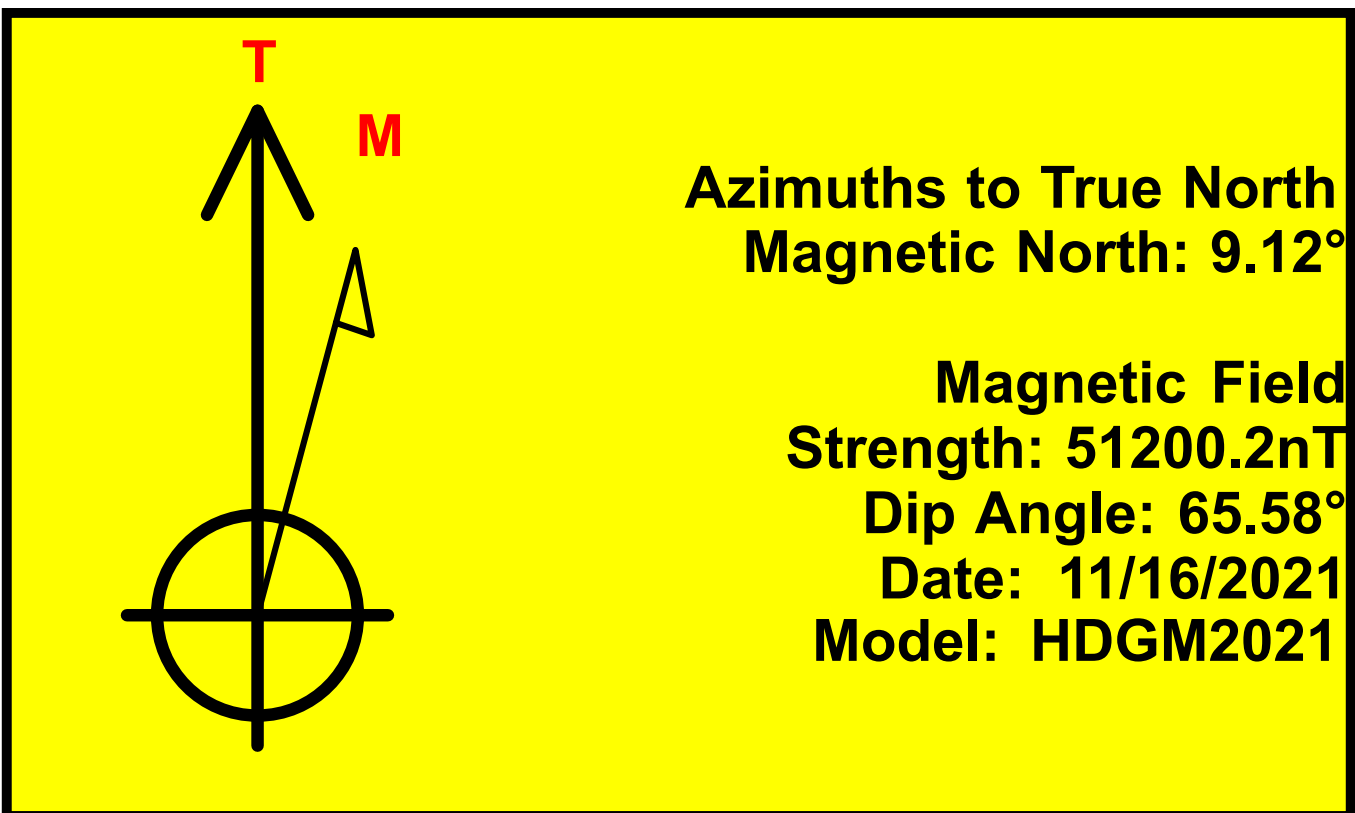 T
M
Azimuths to True North
Magnetic North: 9.12°
Magnetic Field
Strength: 51200.2nT
Dip Angle: 65.58°
Date: 11/16/2021
Model: HDGM2021